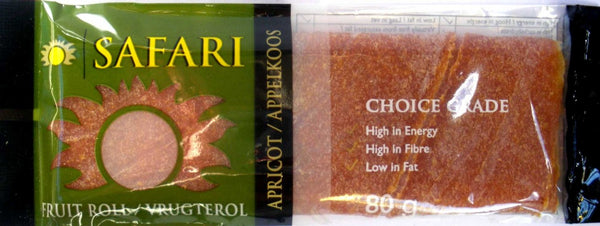 SAFARI
FRUIT ROLL / VRUGTEROL
APRICOT / APPELKOOS
CHOICE GRADE
High in Energy
High in Fibre
Low in Fat
80 g